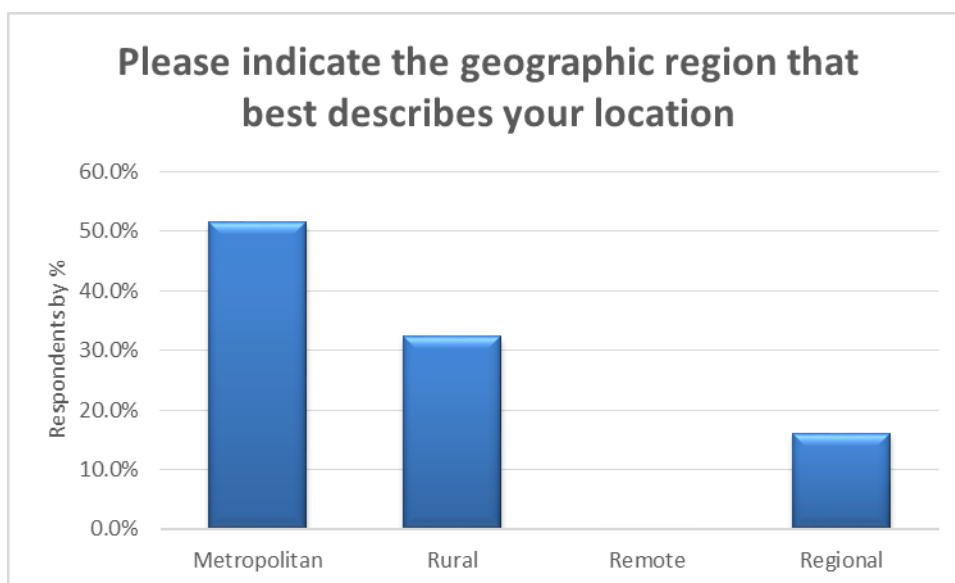 Please indicate the geographic region that
best describes your location
60.0%
50.0%
40.0%
30.0%
20.0%
10.0%
0.0%
Respondents by %
Metropolitan
Rural
Remote
Regional